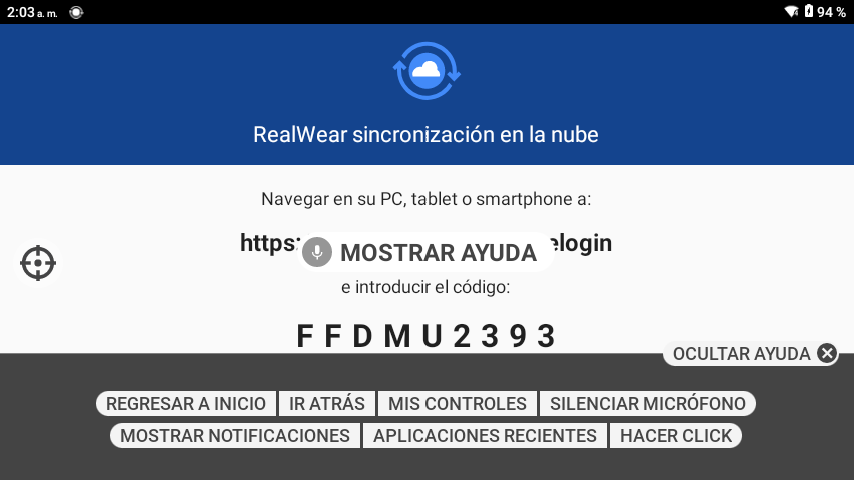 2:03 a. m.
94 %
RealWear sincronización en la nube
Navegar en su PC, tablet o smartphone a:
https:
elogin
MOSTRAR AYUDA
e introducir el código:
F F D M U 2 3 9 3
OCULTAR AYUDA
REGRESAR A INICIO
IR ATRÁS
MIS CONTROLES
SILENCIAR MICRÓFONO
MOSTRAR NOTIFICACIONES
APLICACIONES RECIENTES
HACER CLICK